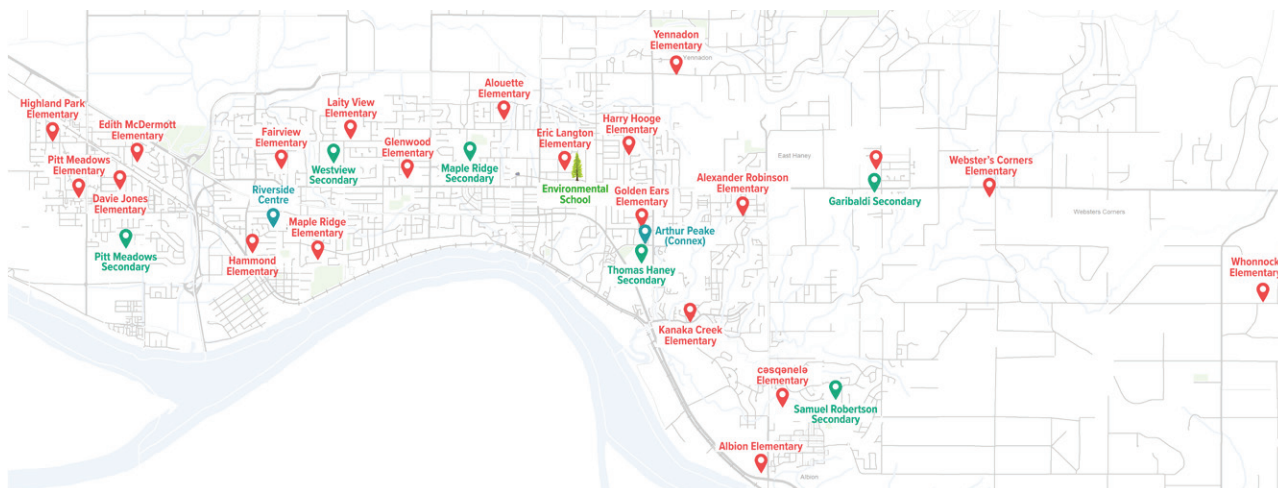 Yennadon
Elementary
Yennadon
Alouette
Elementary
Highland Park
Elementary
Edith McDermott
Elementary
Laity View
Elementary
Fairview
Elementary
Glenwood
Elementary
Maple Ridge
Secondary
Eric Langton
Elementary
Harry Hooge
Elementary
East Haney
Pitt Meadows
Elementary
Westview
Secondary
Webster's Corners
Elementary
Davie Jones
Elementary
Riverside
Centre
Environmental
School
Golden Ears
Elementary
Alexander Robinson
Elementary
Garibaldi Secondary
Websters Corners
Maple Ridge
Elementary
Arthur Peake
(Connex)
Pitt Meadows
Secondary
Hammond
Elementary
Thomas Haney
Secondary
Whonnock
Elementary
Kanaka Creek
Elementary
cəsqənelə
Elementary
Samuel Robertson
Secondary
Albion Elementary
Albion